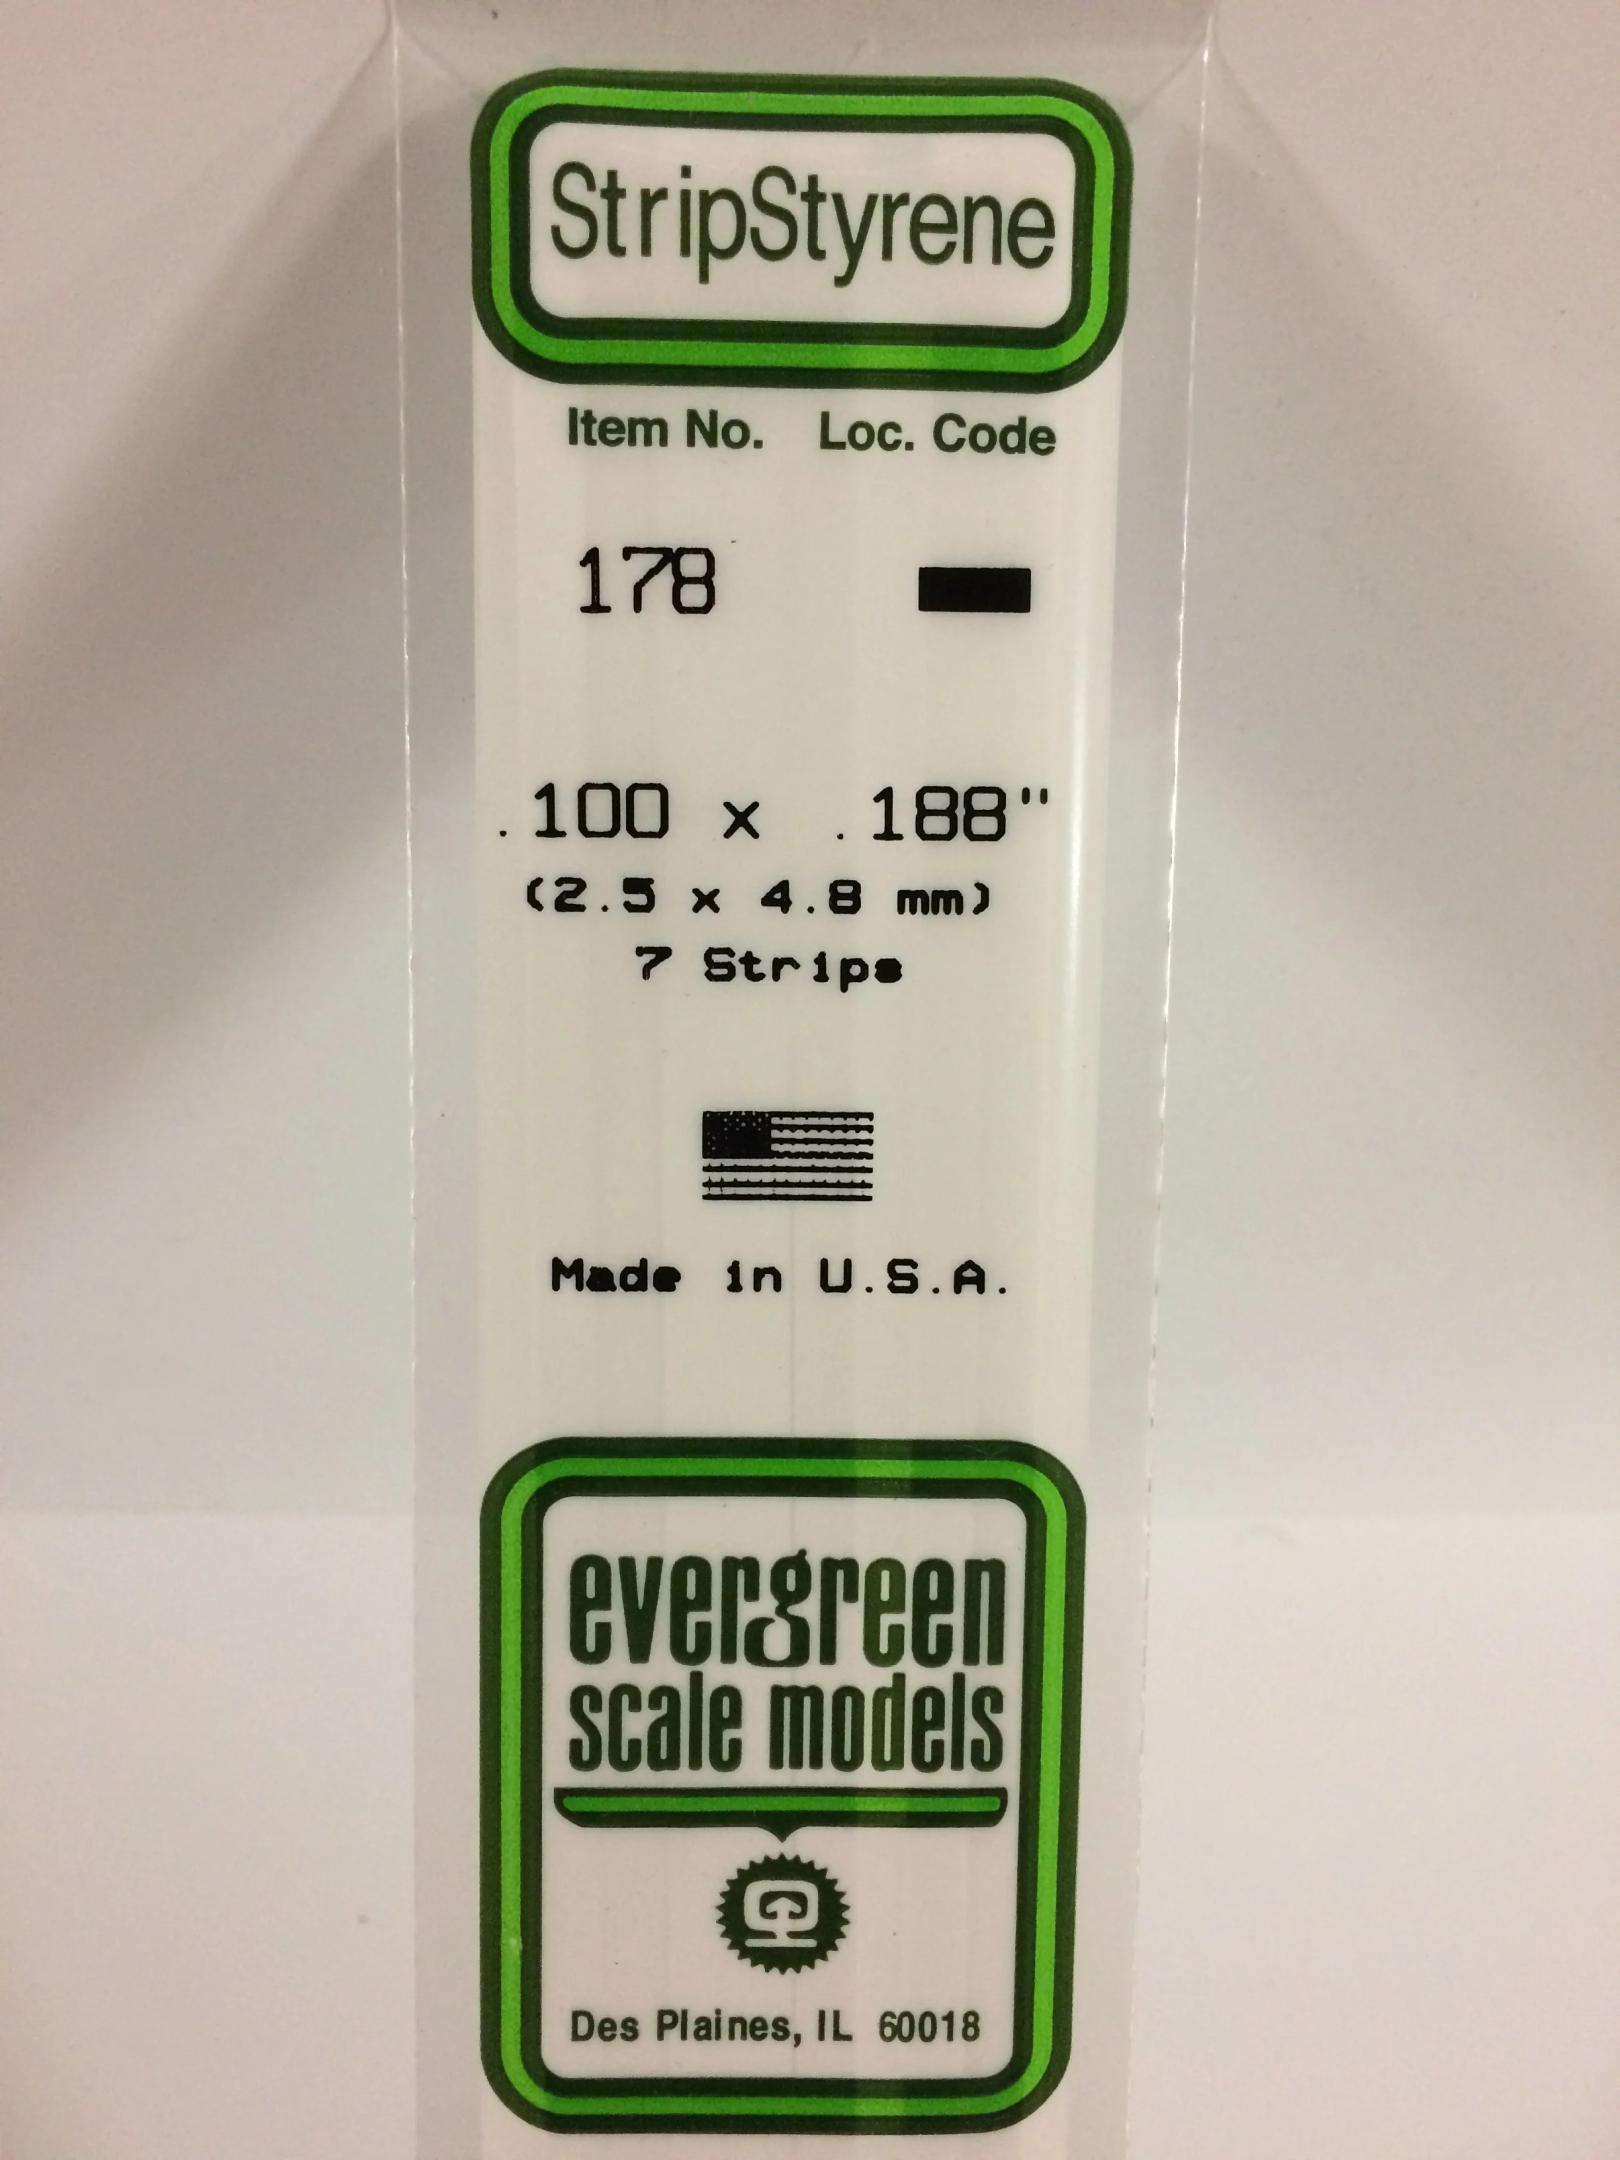 StripStyrene
Item No. Loc. Code
178
.100 x .188"
(2.5 x 4.8 mm)
7 Strips
Made in U.S.A.
evergreen
scale models
Des Plaines, IL 60018